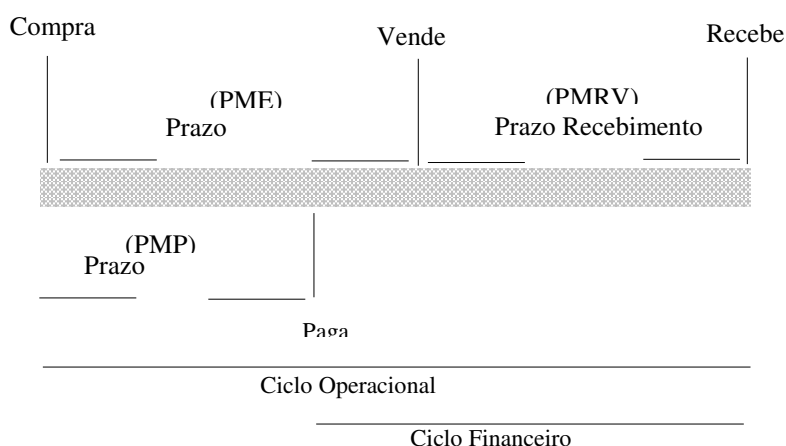 Compra
Vende
Recebe
(PME)
Prazo
(PMRV)
Prazo Recebimento
(PMP)
Prazo
Paga
Ciclo Operacional
Ciclo Financeiro